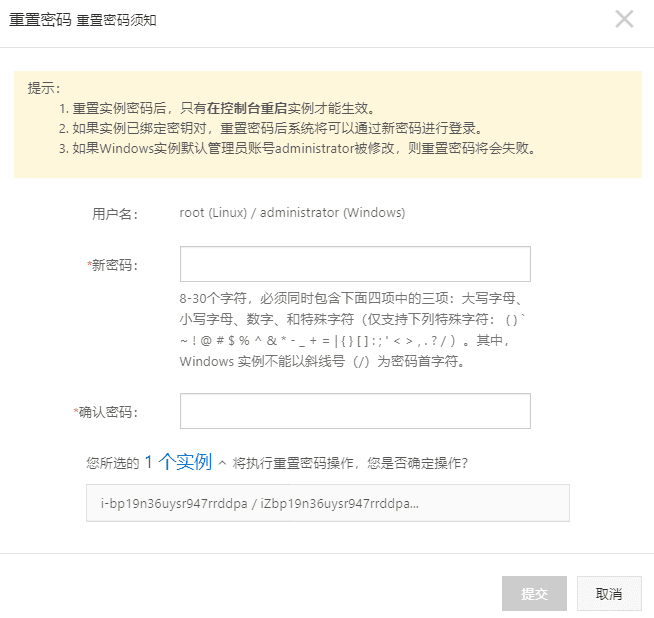 重置密码 重置密码须知
提示：
1. 重置实例密码后，只有在控制台重启实例才能生效。
2. 如果实例已绑定密钥对，重置密码后系统将可以通过新密码进行登录。
3. 如果Windows实例默认管理员账号administrator被修改，则重置密码将会失败。
用户名： root (Linux) / administrator (Windows)
*新密码：
8-30个字符，必须同时包含下面四项中的三项：大写字母、
小写字母、数字、和特殊字符（仅支持下列特殊字符： ( ) `
~ ! @ # $ % ^ & * - _ + = | { } [ ] : ; ' < > , . ? / ）。其中，
Windows 实例不能以斜线号（/）为密码首字符。
*确认密码：
您所选的 1 个实例 将执行重置密码操作，您是否确定操作？
i-bp19n36uysr947rrddpa / iZbp19n36uysr947rrddpa...
提交 取消